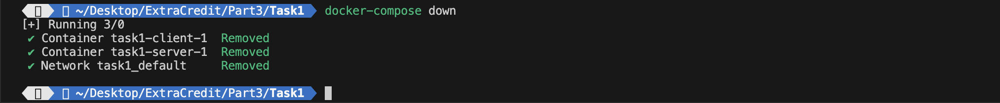 ~/Desktop/ExtraCredit/Part3/Task1 docker-compose down
[+] Running 3/0
✔ Container task1-client-1 Removed
✔ Container task1-server-1 Removed
✔ Network task1_default Removed
~/Desktop/ExtraCredit/Part3/Task1